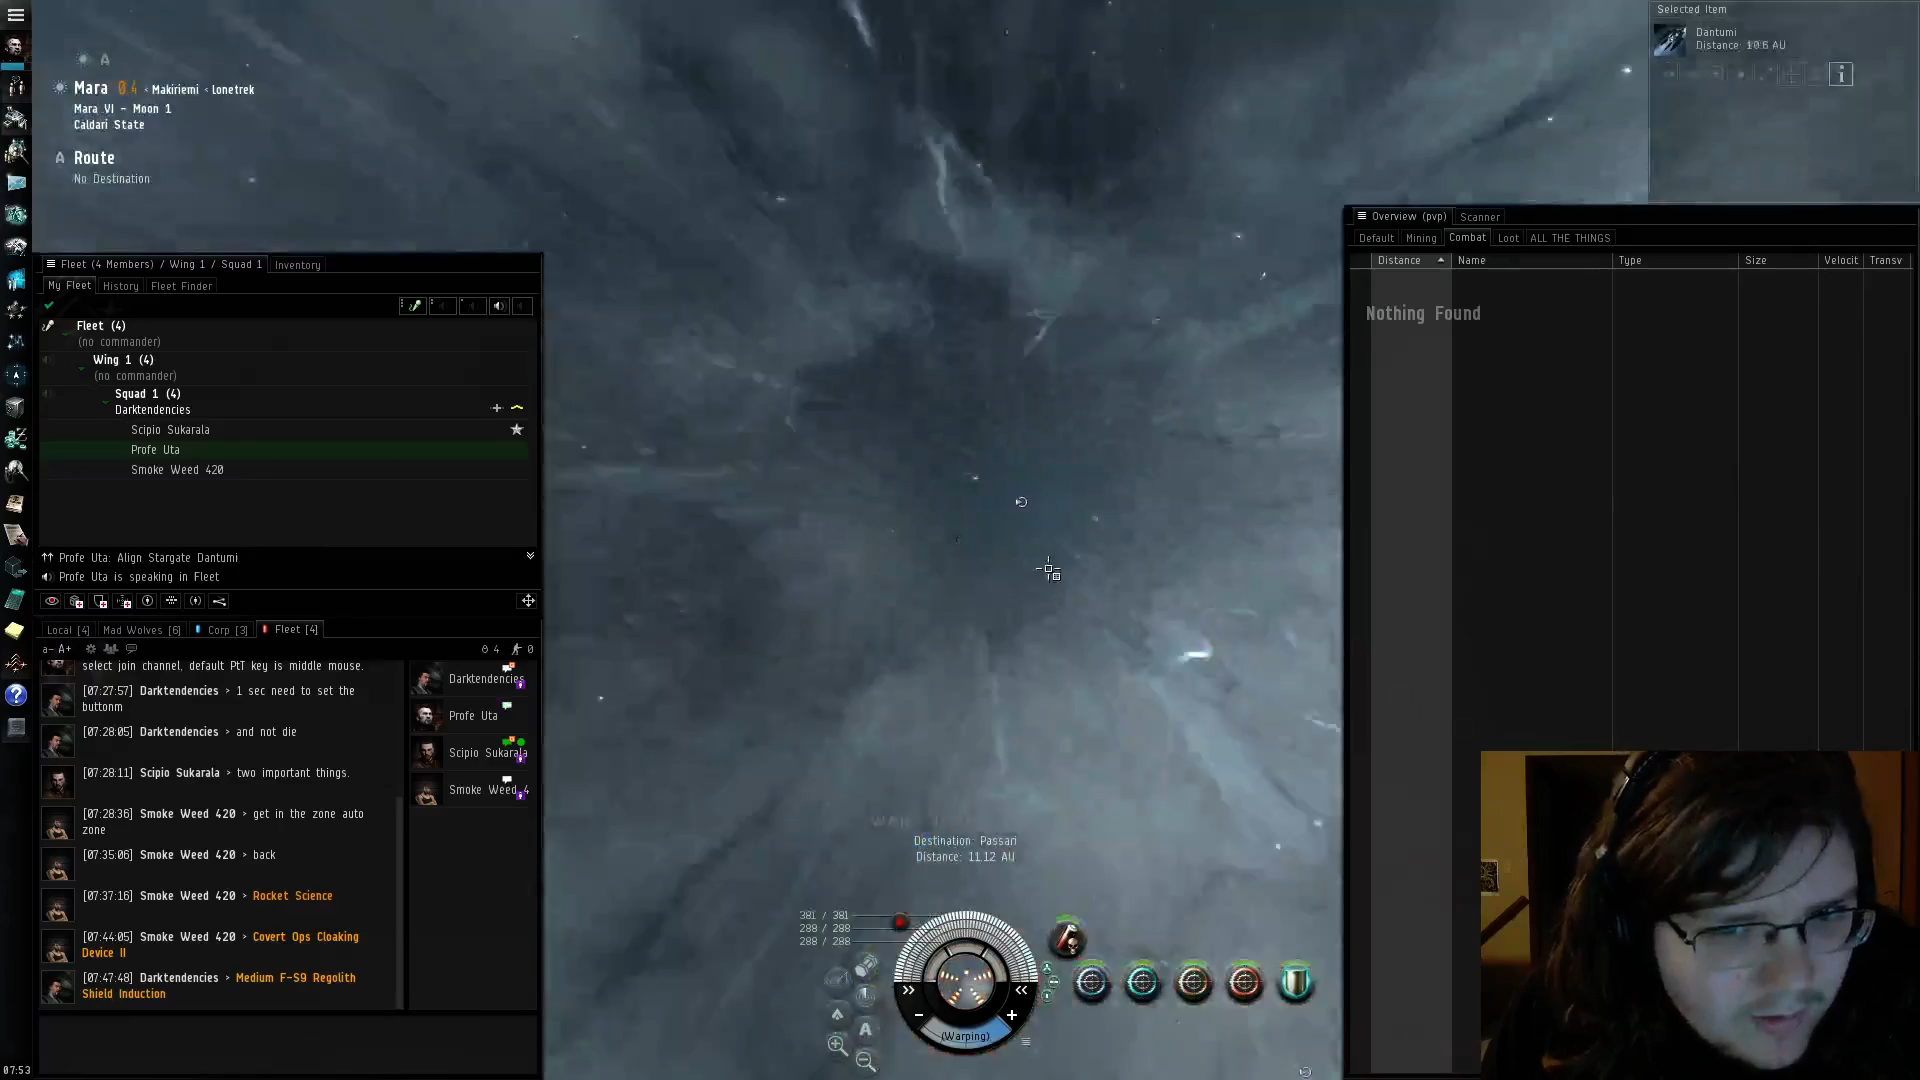 Mara 0.4 < Makiriemi < Lonetrek
Mara VI - Moon 1
Caldari State
Route
No Destination
Selected Item
Dantumi
Distance: 10.6 AU
Fleet (4 Members) / Wing 1 / Squad 1
Inventory
My Fleet
History
Fleet Finder
Fleet (4)
(no commander)
Wing 1 (4)
(no commander)
Squad 1 (4)
Darktendencies
Scipio Sukarala
Profe Uta
Smoke Weed 420
Profe Uta: Align Stargate Dantumi
Profe Uta is speaking in Fleet
Local [4]
Mad Wolves [6]
Corp [3]
Fleet [4]
a- A+
4
0
select join channel, default PtT key is middle mouse.
[07:27:57] Darktendencies > 1 sec need to set the
buttonm
[07:28:05] Darktendencies > and not die
[07:28:11] Scipio Sukarala > two important things.
[07:28:36] Smoke Weed 420 > get in the zone auto
zone
[07:35:06] Smoke Weed 420 > back
[07:37:16] Smoke Weed 420 > Rocket Science
[07:44:05] Smoke Weed 420 > Covert Ops Cloaking
Device II
[07:47:48] Darktendencies > Medium F-S9 Regolith
Shield Induction
Darktendencies
Profe Uta
Scipio Sukarala
Smoke Weed 4
07:53
Destination: Passari
Distance: 11.12 AU
381 / 381
288 / 288
288 / 288
(Warping)
Overview (pvp)
Scanner
Default
Mining
Combat
Loot
ALL THE THINGS
Distance
Name
Type
Size
Velocit
Transv
Nothing Found